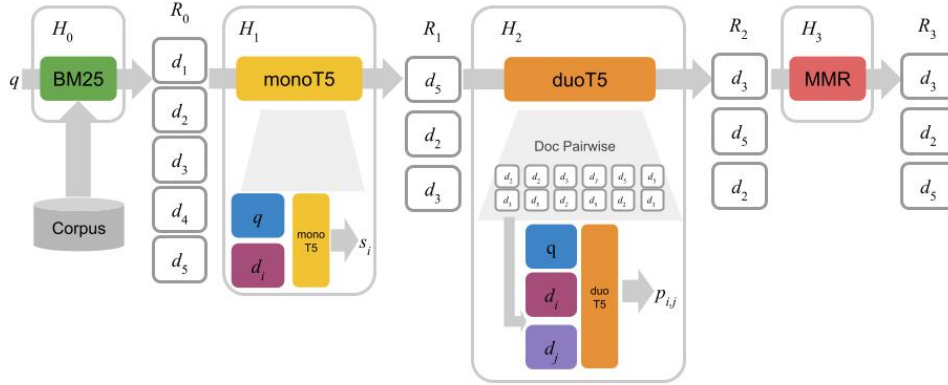 H0
R0
H1
R1
H2
R2
H3
R3
q
BM25
d1
monoT5
d5
duoT5
d3
MMR
d3
d2
d2
Doc Pairwise
d5
d2
d3
d3
d2
d5
Corpus
d4
q
mono
T5
si
d5
di
q
di
duo
T5
pi,j
dj